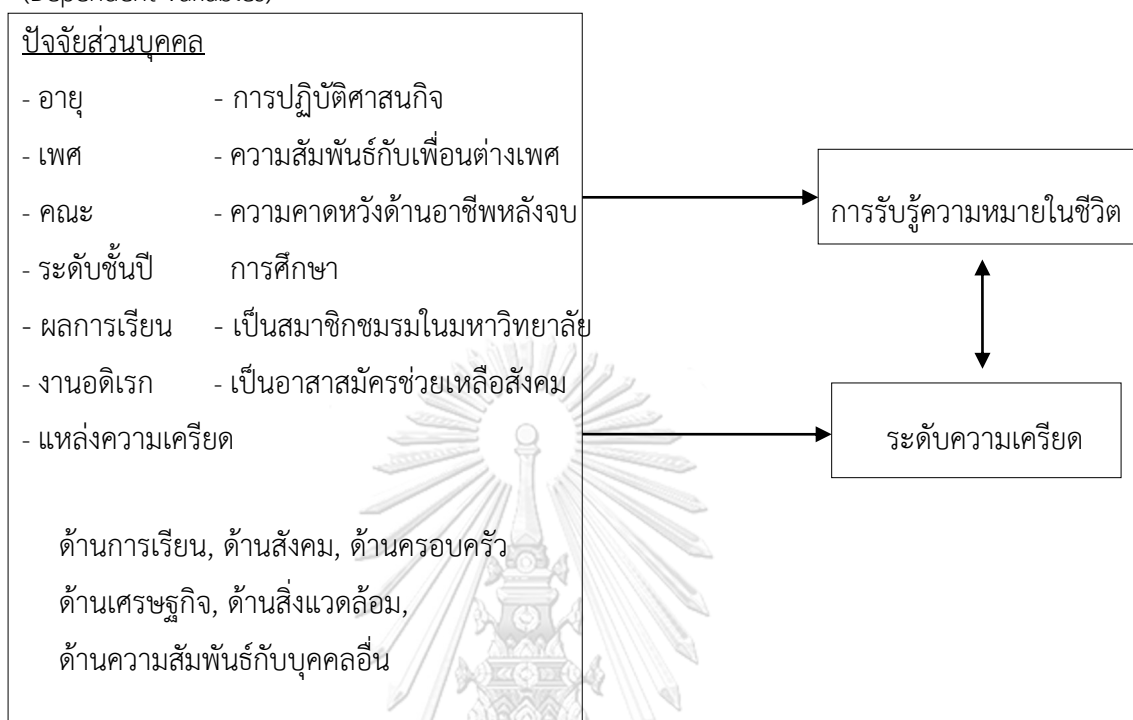 (Dependent Variables)
ปัจจัยส่วนบุคคล
- อายุ - การปฏิบัติศาสนกิจ
- เพศ - ความสัมพันธ์กับเพื่อนต่างเพศ
- คณะ - ความคาดหวังด้านอาชีพหลังจบ
- ระดับชั้นปี การศึกษา
- ผลการเรียน - เป็นสมาชิกชมรมในมหาวิทยาลัย
- งานอดิเรก - เป็นอาสาสมัครช่วยเหลือสังคม
- แหล่งความเครียด
ด้านการเรียน, ด้านสังคม, ด้านครอบครัว
ด้านเศรษฐกิจ, ด้านสิ่งแวดล้อม,
ด้านความสัมพันธ์กับบุคคลอื่น
การรับรู้ความหมายในชีวิต
ระดับความเครียด